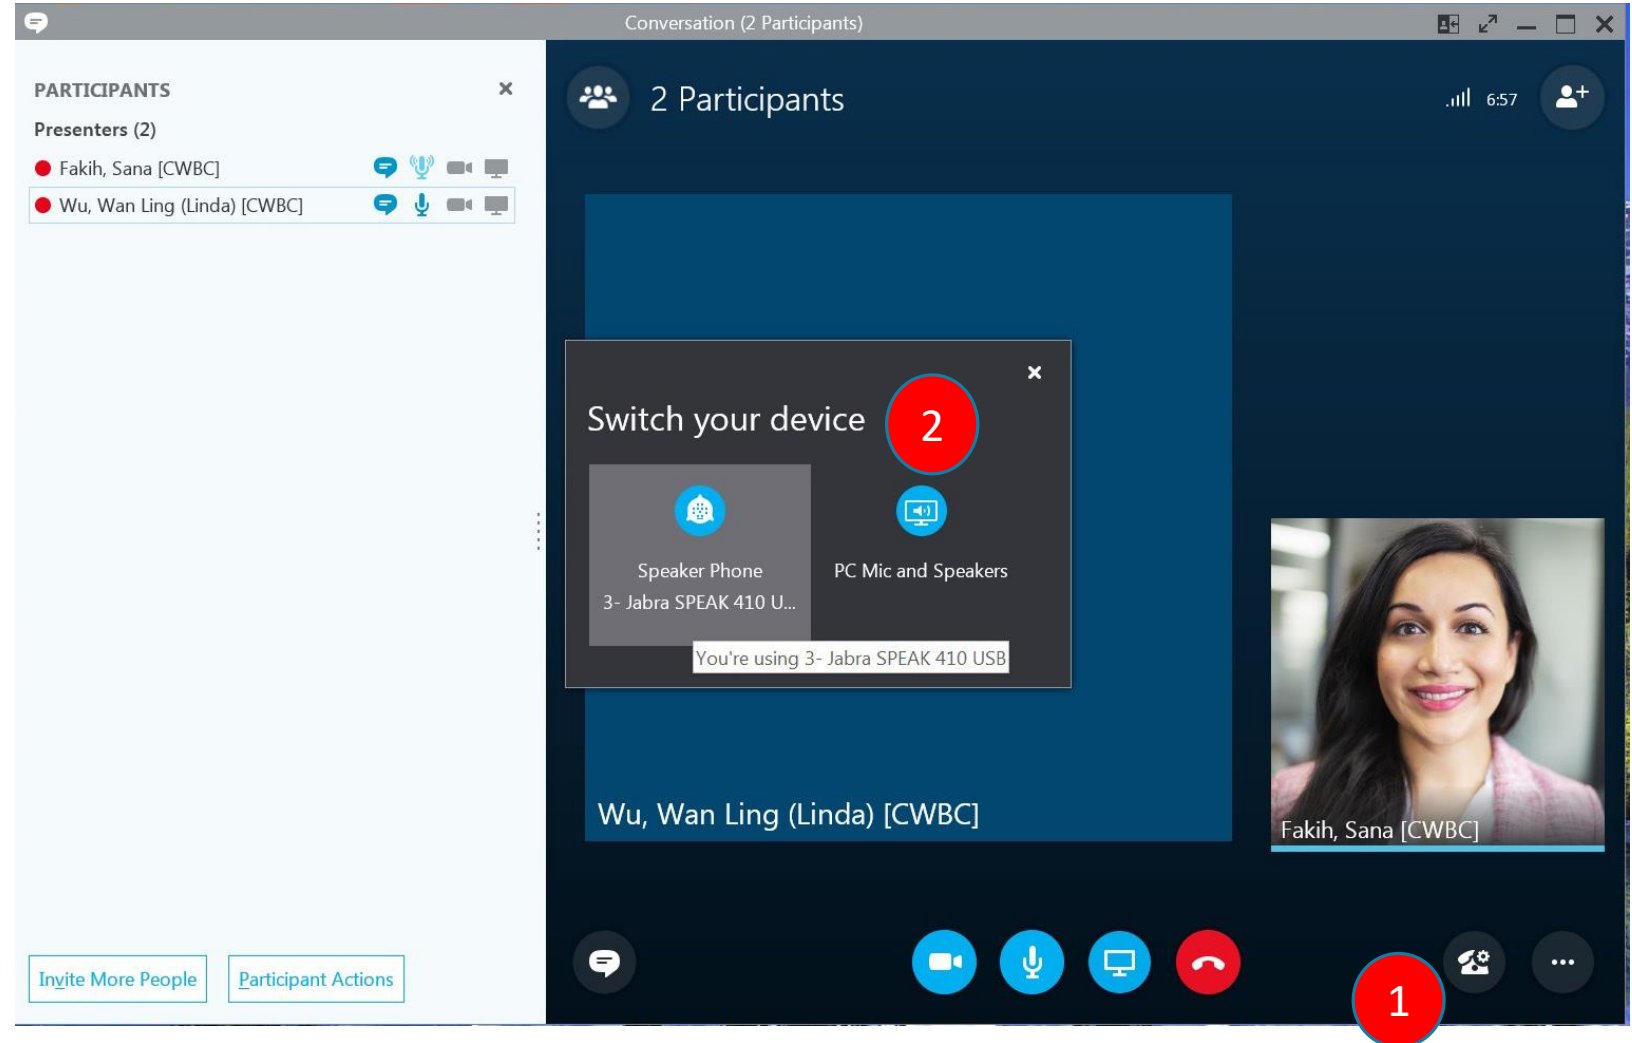 Conversation (2 Participants)
PARTICIPANTS
Presenters (2)
Fakih, Sana [CWBC]
Wu, Wan Ling (Linda) [CWBC]
Invite More People
Participant Actions
2 Participants
6:57
Switch your device
2
Speaker Phone
3- Jabra SPEAK 410 U...
PC Mic and Speakers
You're using 3- Jabra SPEAK 410 USB
Wu, Wan Ling (Linda) [CWBC]
Fakih, Sana [CWBC]
1